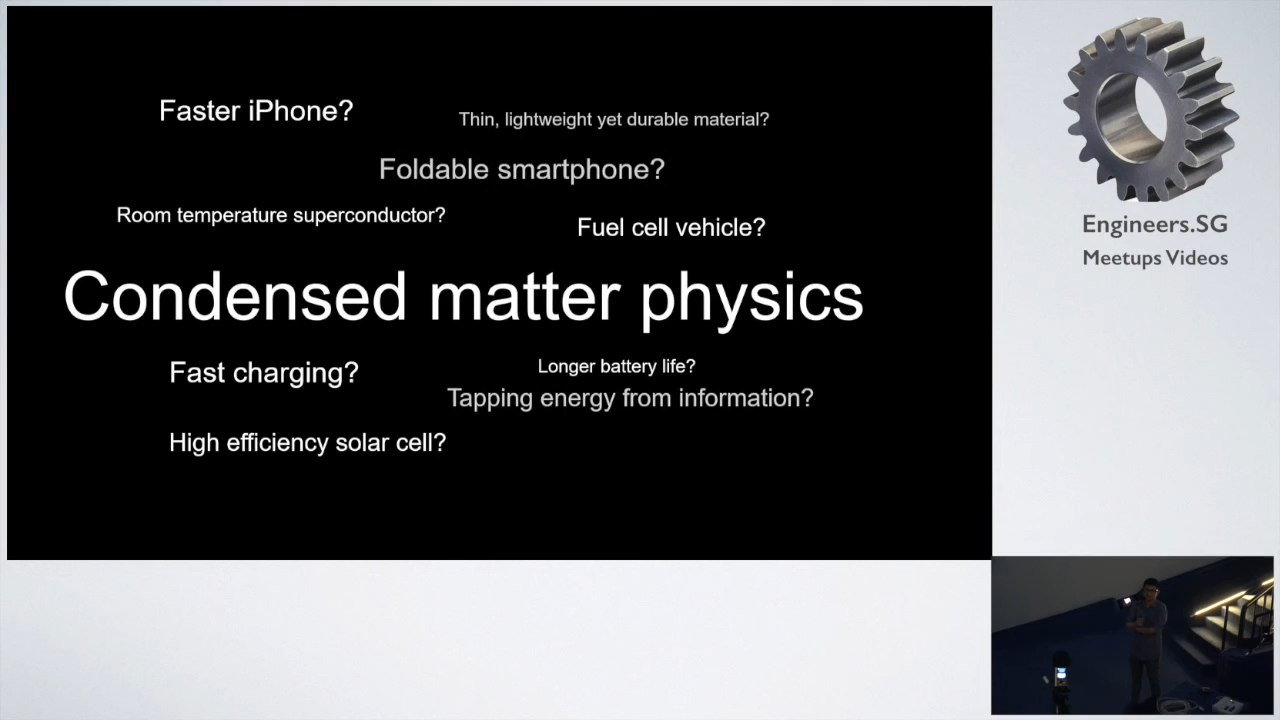 Faster iPhone?
Thin, lightweight yet durable material?
Foldable smartphone?
Room temperature superconductor?
Fuel cell vehicle?
Condensed matter physics
Fast charging?
Longer battery life?
Tapping energy from information?
High efficiency solar cell?
Engineers.SG
Meetups Videos